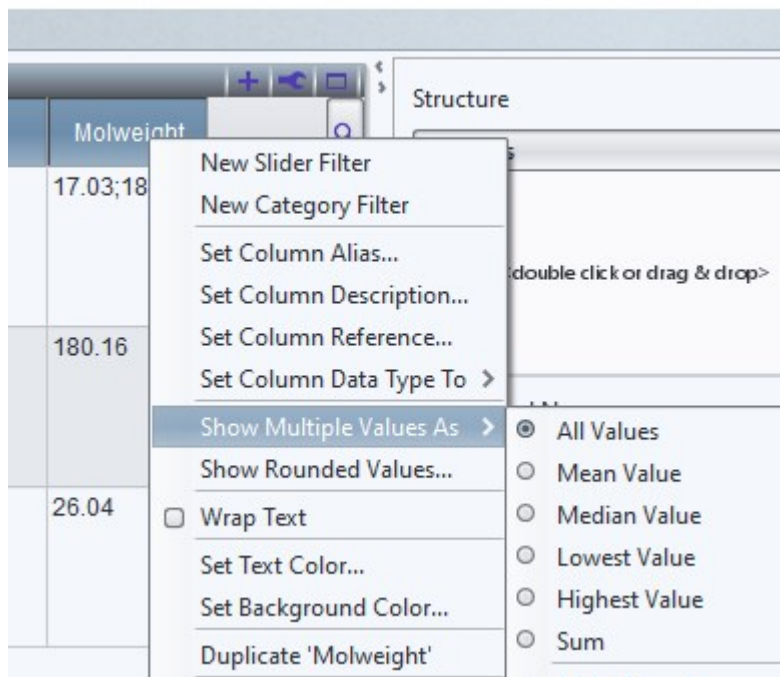 Structure
Molweight
17.03;18
New Slider Filter
New Category Filter
Set Column Alias...
Set Column Description...
double click or drag & drop>
Set Column Reference...
180.16
Set Column Data Type To
Show Multiple Values As
All Values
Show Rounded Values...
Mean Value
26.04
Wrap Text
Median Value
Set Text Color...
Lowest Value
Set Background Color...
Highest Value
Sum
Duplicate 'Molweight'